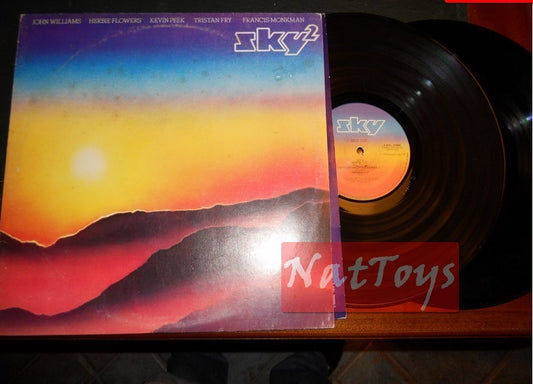 JOHN WILLIAMS HERBIE FLOWERS KEVIN PEEK TRISTAN FRY FRANCIS MONKMAN
sky2
sky
NatToys